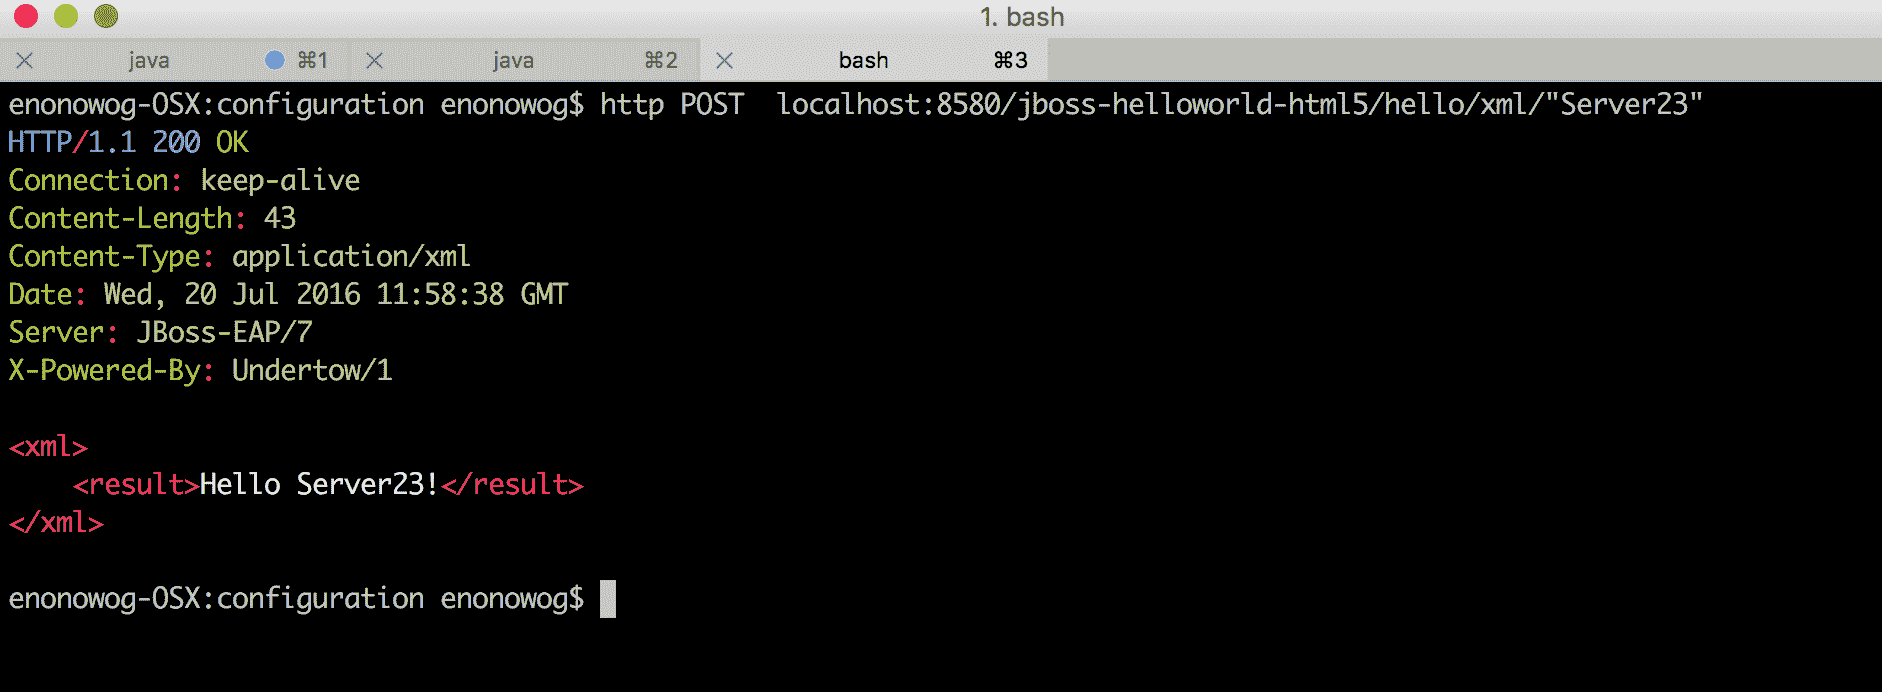 1. bash
java ⌘1 java ⌘2 bash ⌘3
enonowog-OSX:configuration enonowog$ http POST  localhost:8580/jboss-helloworld-html5/hello/xml/"Server23"
HTTP/1.1 200 OK
Connection: keep-alive
Content-Length: 43
Content-Type: application/xml
Date: Wed, 20 Jul 2016 11:58:38 GMT
Server: JBoss-EAP/7
X-Powered-By: Undertow/1
<xml>
    <result>Hello Server23!</result>
</xml>
enonowog-OSX:configuration enonowog$